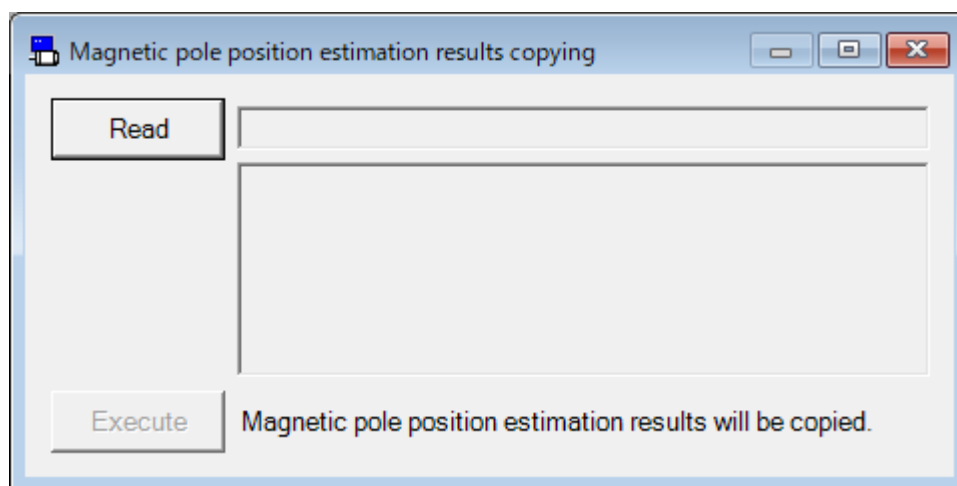 Magnetic pole position estimation results copying
Read
Execute
Magnetic pole position estimation results will be copied.